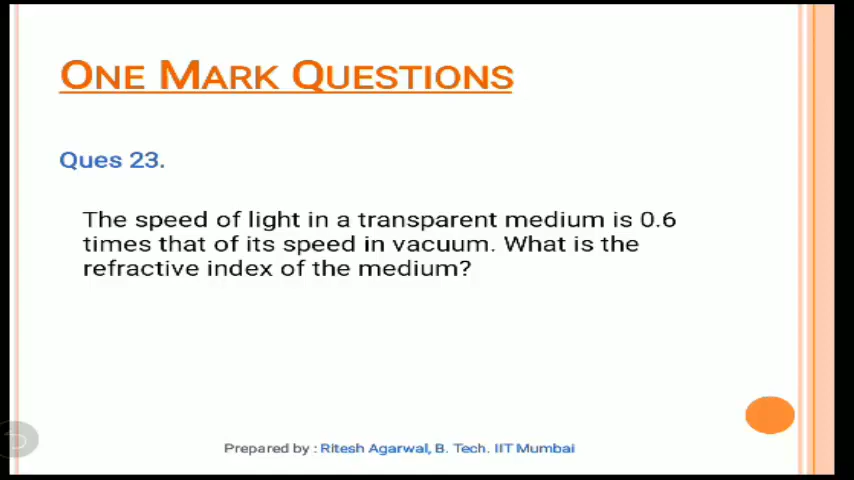 ONE MARK QUESTIONS
Ques 23.
The speed of light in a transparent medium is 0.6
times that of its speed in vacuum. What is the
refractive index of the medium?
Prepared by : Ritesh Agarwal, B. Tech. IIT Mumbai